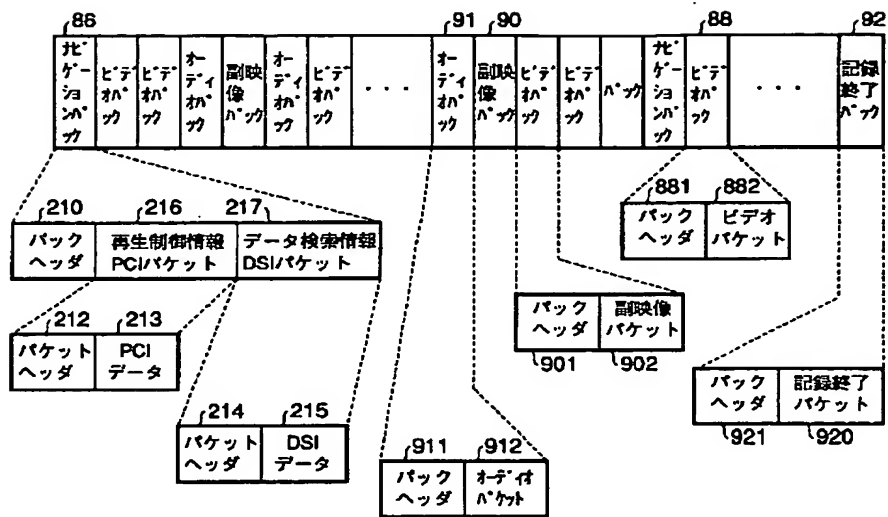 86
91
90
88
92
ナビゲーションパック
ビデオパック
ビデオパック
オーディオパック
副映像パック
オーディオパック
ビデオパック
・・・
オーディオパック
副映像パック
ビデオパック
ビデオパック
パック
ナビゲーションパック
ビデオパック
・・・
記録終了パック
210
216
217
パックヘッダ
再生制御情報
PCIパケット
データ検索情報
DSIパケット
881
882
パックヘッダ
ビデオパケット
212
213
パケットヘッダ
PCIデータ
パックヘッダ
副映像パケット
901
902
214
215
パケットヘッダ
DSIデータ
パックヘッダ
記録終了パケット
921
920
911
912
パックヘッダ
オーディオパケット